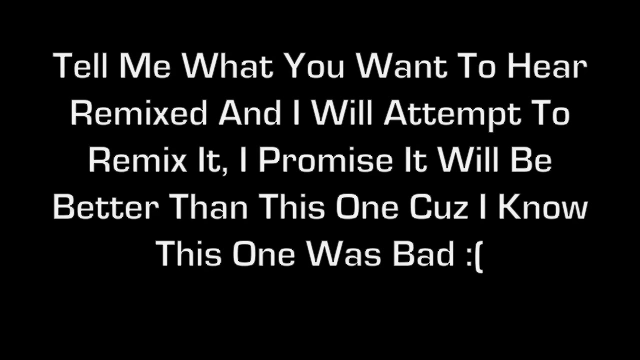 Tell Me What You Want To Hear
Remixed And I Will Attempt To
Remix It, I Promise It Will Be
Better Than This One Cuz I Know
This One Was Bad :(